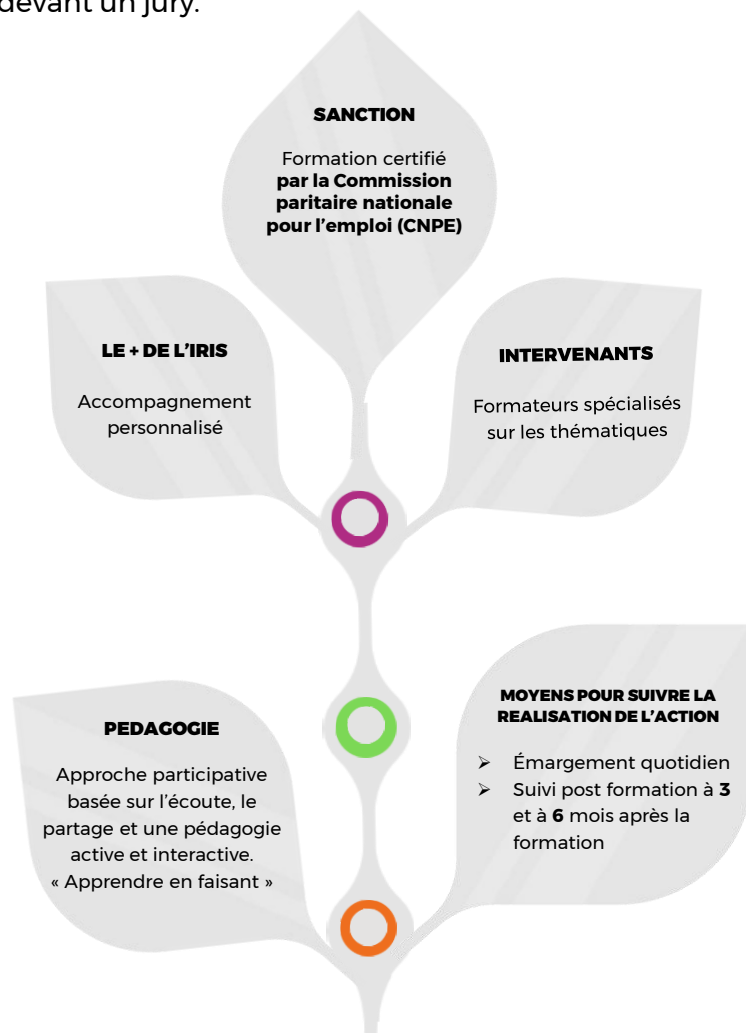 devant un jury.
SANCTION
Formation certifié
par la Commission
paritaire nationale
pour l’emploi (CNPE)
LE + DE L’IRIS
Accompagnement
personnalisé
INTERVENANTS
Formateurs spécialisés
sur les thématiques
PEDAGOGIE
Approche participative
basée sur l’écoute, le
partage et une pédagogie
active et interactive.
« Apprendre en faisant »
MOYENS POUR SUIVRE LA
REALISATION DE L’ACTION
➢ Émargement quotidien
➢ Suivi post formation à 3
et à 6 mois après la
formation